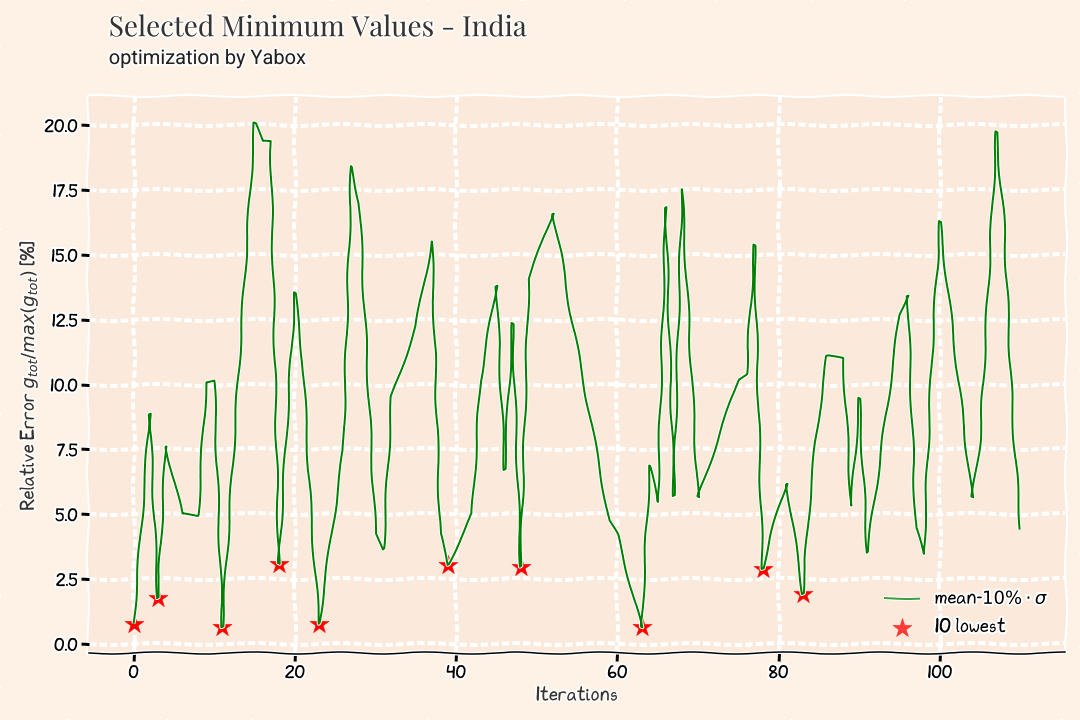 Selected Minimum Values - India
optimization by Yabox
Relative Error g_tot/max(g_tot) [%]
20.0
17.5
15.0
12.5
10.0
7.5
5.0
2.5
0.0
mean-10% · σ
10 lowest
0 20 40 60 80 100
Iterations